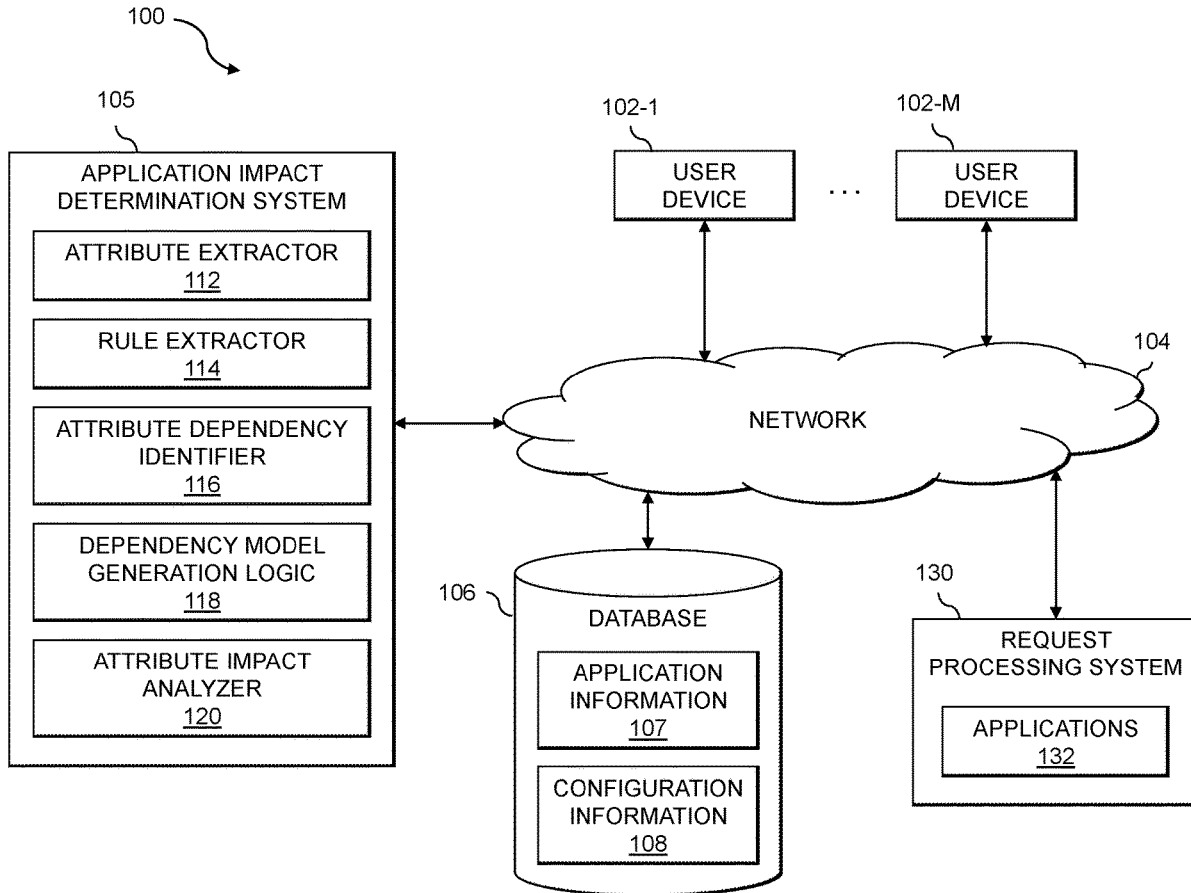 100
105
APPLICATION IMPACT
DETERMINATION SYSTEM
ATTRIBUTE EXTRACTOR
112
RULE EXTRACTOR
114
ATTRIBUTE DEPENDENCY
IDENTIFIER
116
DEPENDENCY MODEL
GENERATION LOGIC
118
ATTRIBUTE IMPACT
ANALYZER
120
102-1
USER
DEVICE
...
102-M
USER
DEVICE
104
NETWORK
106
DATABASE
APPLICATION
INFORMATION
107
CONFIGURATION
INFORMATION
108
130
REQUEST
PROCESSING SYSTEM
APPLICATIONS
132